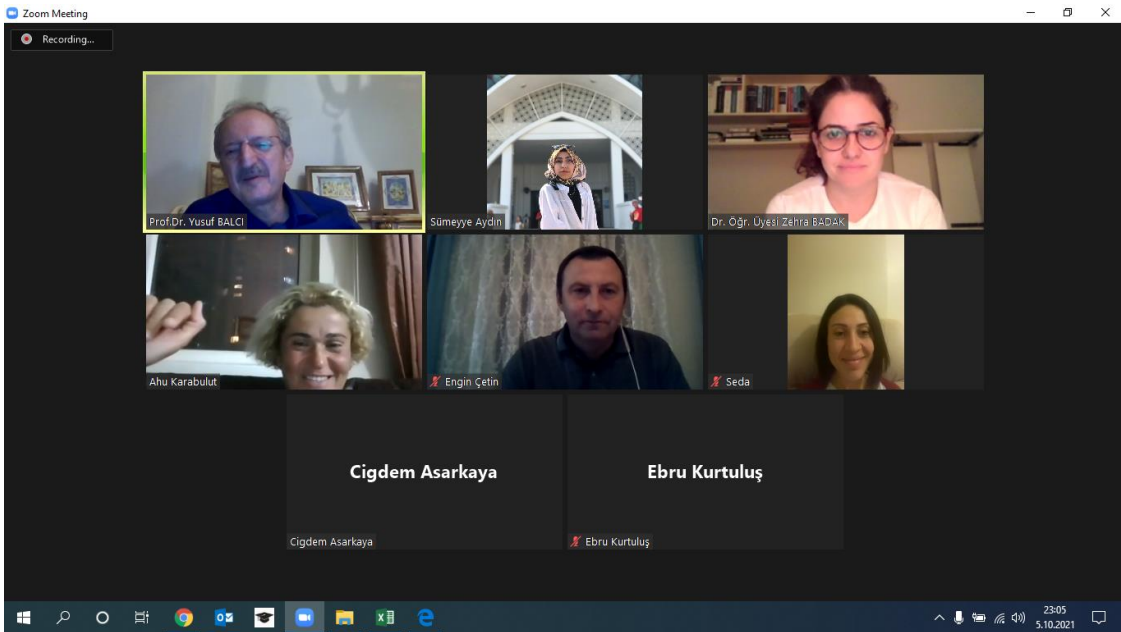 Zoom Meeting
Recording...
Prof.Dr. Yusuf BALCI
Sümeyye Aydın
Dr. Öğr. Üyesi Zehra BADAK
Ahu Karabulut
Engin Çetin
Seda
Cigdem Asarkaya
Ebru Kurtuluş
Cigdem Asarkaya
Ebru Kurtuluş
23:05
5.10.2021